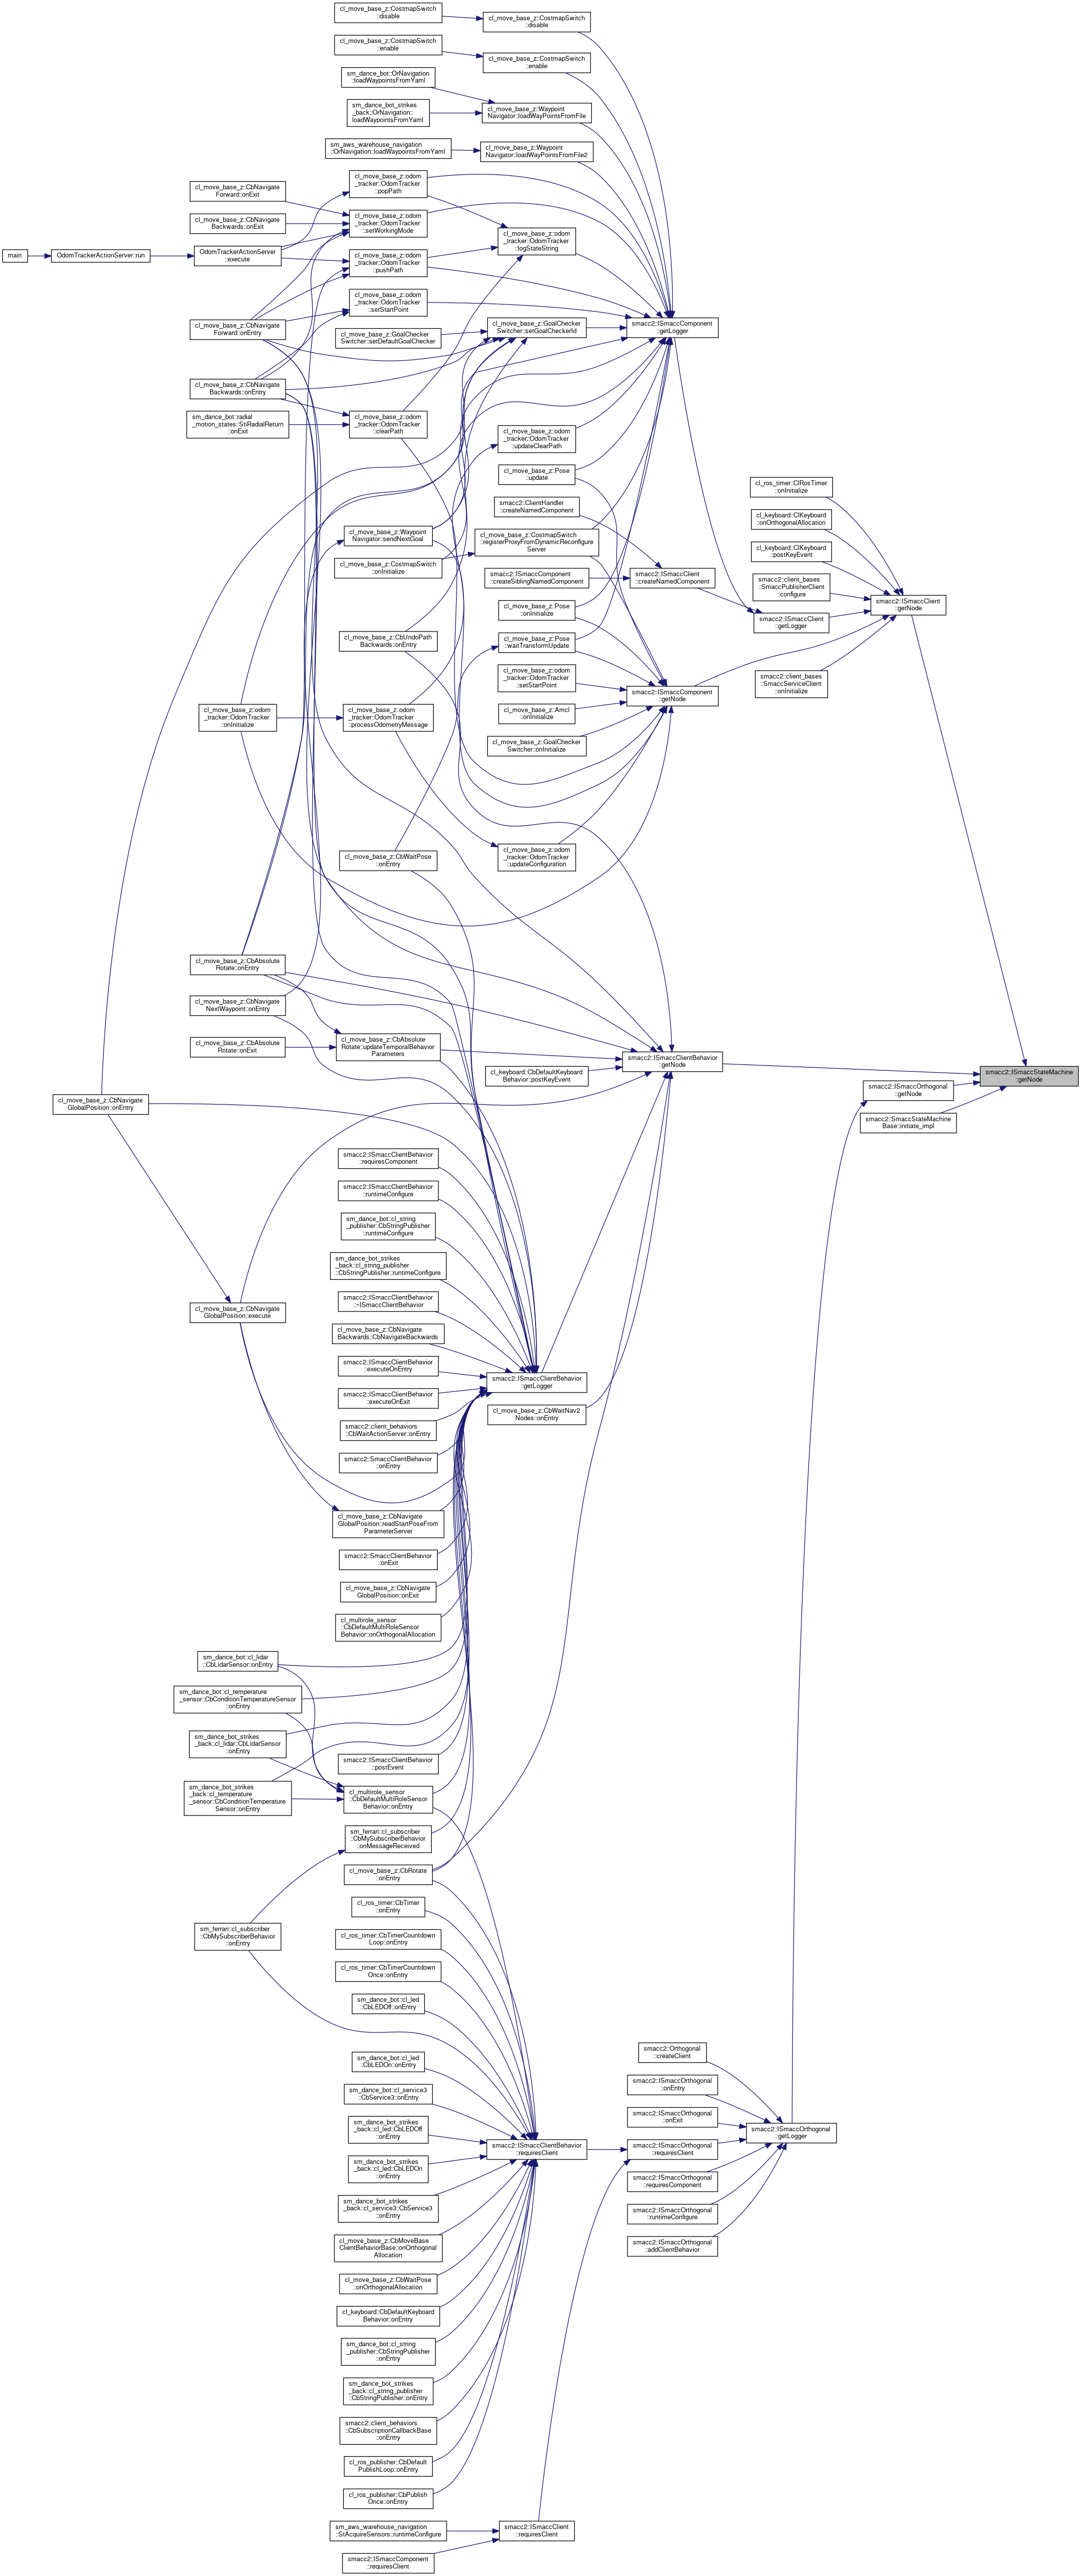 cl_move_base_z::CostmapSwitch
::disable
cl_move_base_z::CostmapSwitch
::disable
cl_move_base_z::CostmapSwitch
::enable
cl_move_base_z::CostmapSwitch
::enable
sm_dance_bot::OrNavigation
::loadWaypointsFromYaml
cl_move_base_z::Waypoint
Navigator::loadWayPointsFromFile
sm_dance_bot_strikes
_back::OrNavigation::
loadWaypointsFromYaml
sm_aws_warehouse_navigation
::OrNavigation::loadWaypointsFromYaml
cl_move_base_z::Waypoint
Navigator::loadWayPointsFromFile2
cl_move_base_z::odom
_tracker::OdomTracker
::popPath
cl_move_base_z::CbNavigate
Forward::onExit
cl_move_base_z::odom
_tracker::OdomTracker
::setWorkingMode
cl_move_base_z::CbNavigate
Backwards::onExit
cl_move_base_z::odom
_tracker::OdomTracker
::logStateString
main
OdomTrackerActionServer::run
OdomTrackerActionServer
::execute
cl_move_base_z::odom
_tracker::OdomTracker
::pushPath
cl_move_base_z::odom
_tracker::OdomTracker
::setStartPoint
cl_move_base_z::CbNavigate
Forward::onEntry
cl_move_base_z::GoalChecker
Switcher::setDefaultGoalChecker
cl_move_base_z::GoalChecker
Switcher::setGoalCheckerId
smacc2::ISmaccComponent
::getLogger
cl_move_base_z::CbNavigate
Backwards::onEntry
sm_dance_bot::radial
_motion_states::StiRadialReturn
::onExit
cl_move_base_z::odom
_tracker::OdomTracker
::clearPath
cl_move_base_z::odom
_tracker::OdomTracker
::updateClearPath
cl_move_base_z::Pose
::update
cl_ros_timer::ClRosTimer
::onInitialize
smacc2::ClientHandler
::createNamedComponent
cl_keyboard::ClKeyboard
::onOrthogonalAllocation
cl_move_base_z::Waypoint
Navigator::sendNextGoal
cl_move_base_z::CostmapSwitch
::registerProxyFromDynamicReconfigure
Server
cl_keyboard::ClKeyboard
::postKeyEvent
cl_move_base_z::CostmapSwitch
::onInitialize
smacc2::ISmaccComponent
::createSiblingNamedComponent
smacc2::ISmaccClient
::createNamedComponent
smacc2::client_bases
::SmaccPublisherClient
::configure
smacc2::ISmaccClient
::getNode
cl_move_base_z::Pose
::onInitialize
smacc2::ISmaccClient
::getLogger
cl_move_base_z::CbUndoPath
Backwards::onEntry
cl_move_base_z::Pose
::waitTransformUpdate
cl_move_base_z::odom
_tracker::OdomTracker
::setStartPoint
smacc2::ISmaccComponent
::getNode
smacc2::client_bases
::SmaccServiceClient
::onInitialize
cl_move_base_z::odom
_tracker::OdomTracker
::onInitialize
cl_move_base_z::odom
_tracker::OdomTracker
::processOdometryMessage
cl_move_base_z::Amcl
::onInitialize
cl_move_base_z::GoalChecker
Switcher::onInitialize
cl_move_base_z::CbWaitPose
::onEntry
cl_move_base_z::odom
_tracker::OdomTracker
::updateConfiguration
cl_move_base_z::CbAbsolute
Rotate::onEntry
cl_move_base_z::CbNavigate
NextWaypoint::onEntry
cl_move_base_z::CbAbsolute
Rotate::onExit
cl_move_base_z::CbAbsolute
Rotate::updateTemporalBehavior
Parameters
smacc2::ISmaccClientBehavior
::getNode
cl_keyboard::CbDefaultKeyboard
Behavior::postKeyEvent
smacc2::ISmaccStateMachine
::getNode
smacc2::ISmaccOrthogonal
::getNode
cl_move_base_z::CbNavigate
GlobalPosition::onEntry
smacc2::SmaccStateMachine
Base::initiate_impl
smacc2::ISmaccClientBehavior
::requiresComponent
smacc2::ISmaccClientBehavior
::runtimeConfigure
sm_dance_bot::cl_string
_publisher::CbStringPublisher
::runtimeConfigure
sm_dance_bot_strikes
_back::cl_string_publisher
::CbStringPublisher::runtimeConfigure
smacc2::ISmaccClientBehavior
::~ISmaccClientBehavior
cl_move_base_z::CbNavigate
GlobalPosition::execute
cl_move_base_z::CbNavigate
Backwards::CbNavigateBackwards
smacc2::ISmaccClientBehavior
::executeOnEntry
smacc2::ISmaccClientBehavior
::getLogger
smacc2::ISmaccClientBehavior
::executeOnExit
cl_move_base_z::CbWaitNav2
Nodes::onEntry
smacc2::client_behaviors
::CbWaitActionServer::onEntry
smacc2::SmaccClientBehavior
::onEntry
cl_move_base_z::CbNavigate
GlobalPosition::readStartPoseFrom
ParameterServer
smacc2::SmaccClientBehavior
::onExit
cl_move_base_z::CbNavigate
GlobalPosition::onExit
cl_multirole_sensor
::CbDefaultMultiRoleSensor
Behavior::onOrthogonalAllocation
sm_dance_bot::cl_lidar
::CbLidarSensor::onEntry
sm_dance_bot::cl_temperature
_sensor::CbConditionTemperatureSensor
::onEntry
sm_dance_bot_strikes
_back::cl_lidar::CbLidarSensor
::onEntry
smacc2::ISmaccClientBehavior
::postEvent
sm_dance_bot_strikes
_back::cl_temperature
_sensor::CbConditionTemperature
Sensor::onEntry
cl_multirole_sensor
::CbDefaultMultiRoleSensor
Behavior::onEntry
sm_ferrari::cl_subscriber
::CbMySubscriberBehavior
::onMessageReceived
cl_move_base_z::CbRotate
::onEntry
cl_ros_timer::CbTimer
::onEntry
sm_ferrari::cl_subscriber
::CbMySubscriberBehavior
::onEntry
cl_ros_timer::CbTimerCountdown
Loop::onEntry
cl_ros_timer::CbTimerCountdown
Once::onEntry
sm_dance_bot::cl_led
::CbLEDOff::onEntry
sm_dance_bot::cl_led
::CbLEDOn::onEntry
smacc2::Orthogonal
::createClient
sm_dance_bot::cl_service3
::CbService3::onEntry
smacc2::ISmaccOrthogonal
::onEntry
sm_dance_bot_strikes
_back::cl_led::CbLEDOff
::onEntry
smacc2::ISmaccOrthogonal
::onExit
smacc2::ISmaccOrthogonal
::getLogger
smacc2::ISmaccClientBehavior
::requiresClient
smacc2::ISmaccOrthogonal
::requiresClient
sm_dance_bot_strikes
_back::cl_led::CbLEDOn
::onEntry
smacc2::ISmaccOrthogonal
::requiresComponent
sm_dance_bot_strikes
_back::cl_service3::CbService3
::onEntry
smacc2::ISmaccOrthogonal
::runtimeConfigure
cl_move_base_z::CbMoveBase
ClientBehaviorBase::onOrthogonal
Allocation
smacc2::ISmaccOrthogonal
::addClientBehavior
cl_move_base_z::CbWaitPose
::onOrthogonalAllocation
cl_keyboard::CbDefaultKeyboard
Behavior::onEntry
sm_dance_bot::cl_string
_publisher::CbStringPublisher
::onEntry
sm_dance_bot_strikes
_back::cl_string_publisher
::CbStringPublisher::onEntry
smacc2::client_behaviors
::CbSubscriptionCallbackBase
::onEntry
cl_ros_publisher::CbDefault
PublishLoop::onEntry
cl_ros_publisher::CbPublish
Once::onEntry
sm_aws_warehouse_navigation
::StAcquireSensors::runtimeConfigure
smacc2::ISmaccClient
::requiresClient
smacc2::ISmaccComponent
::requiresClient